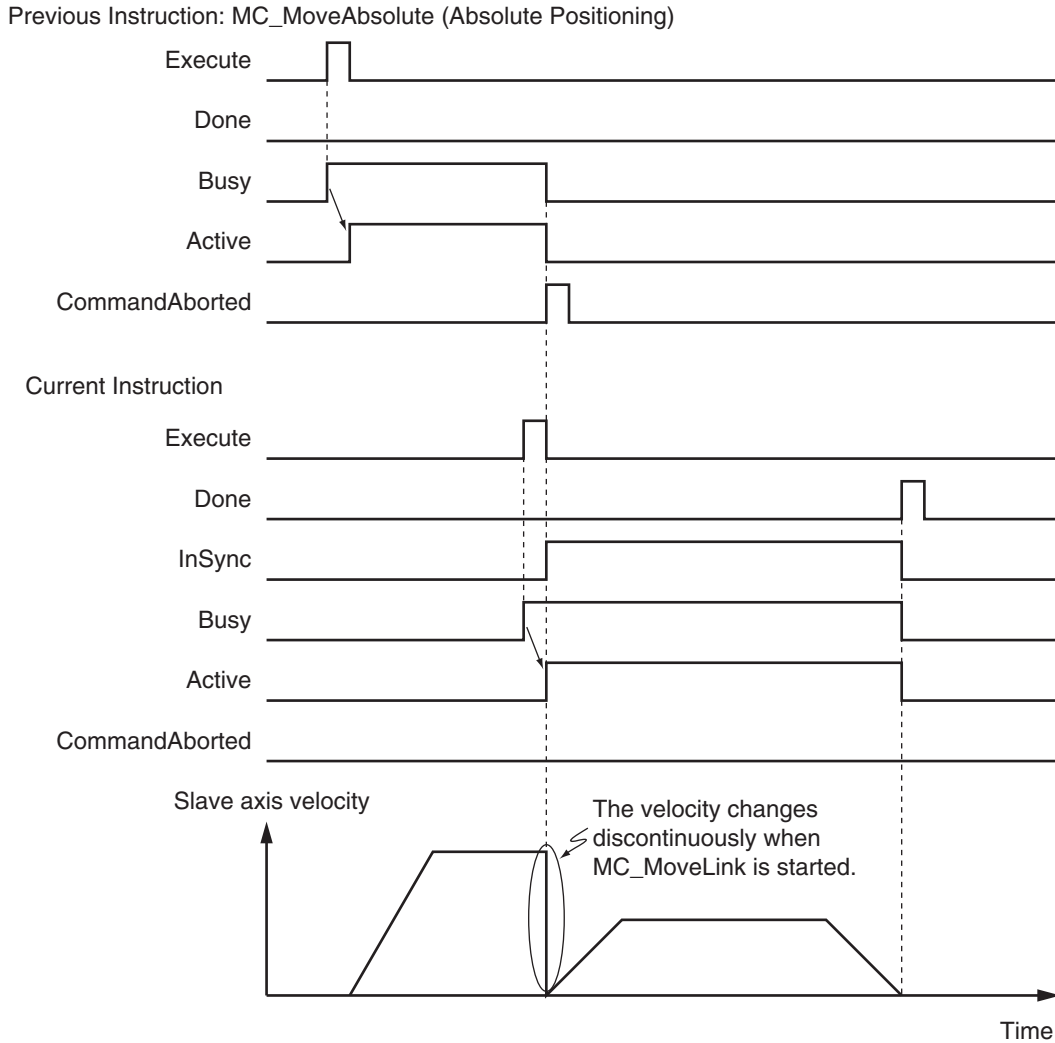 Previous Instruction: MC_MoveAbsolute (Absolute Positioning)
Execute
Done
Busy
Active
CommandAborted
Current Instruction
Execute
Done
InSync
Busy
Active
CommandAborted
Slave axis velocity
The velocity changes
discontinuously when
MC_MoveLink is started.
Time